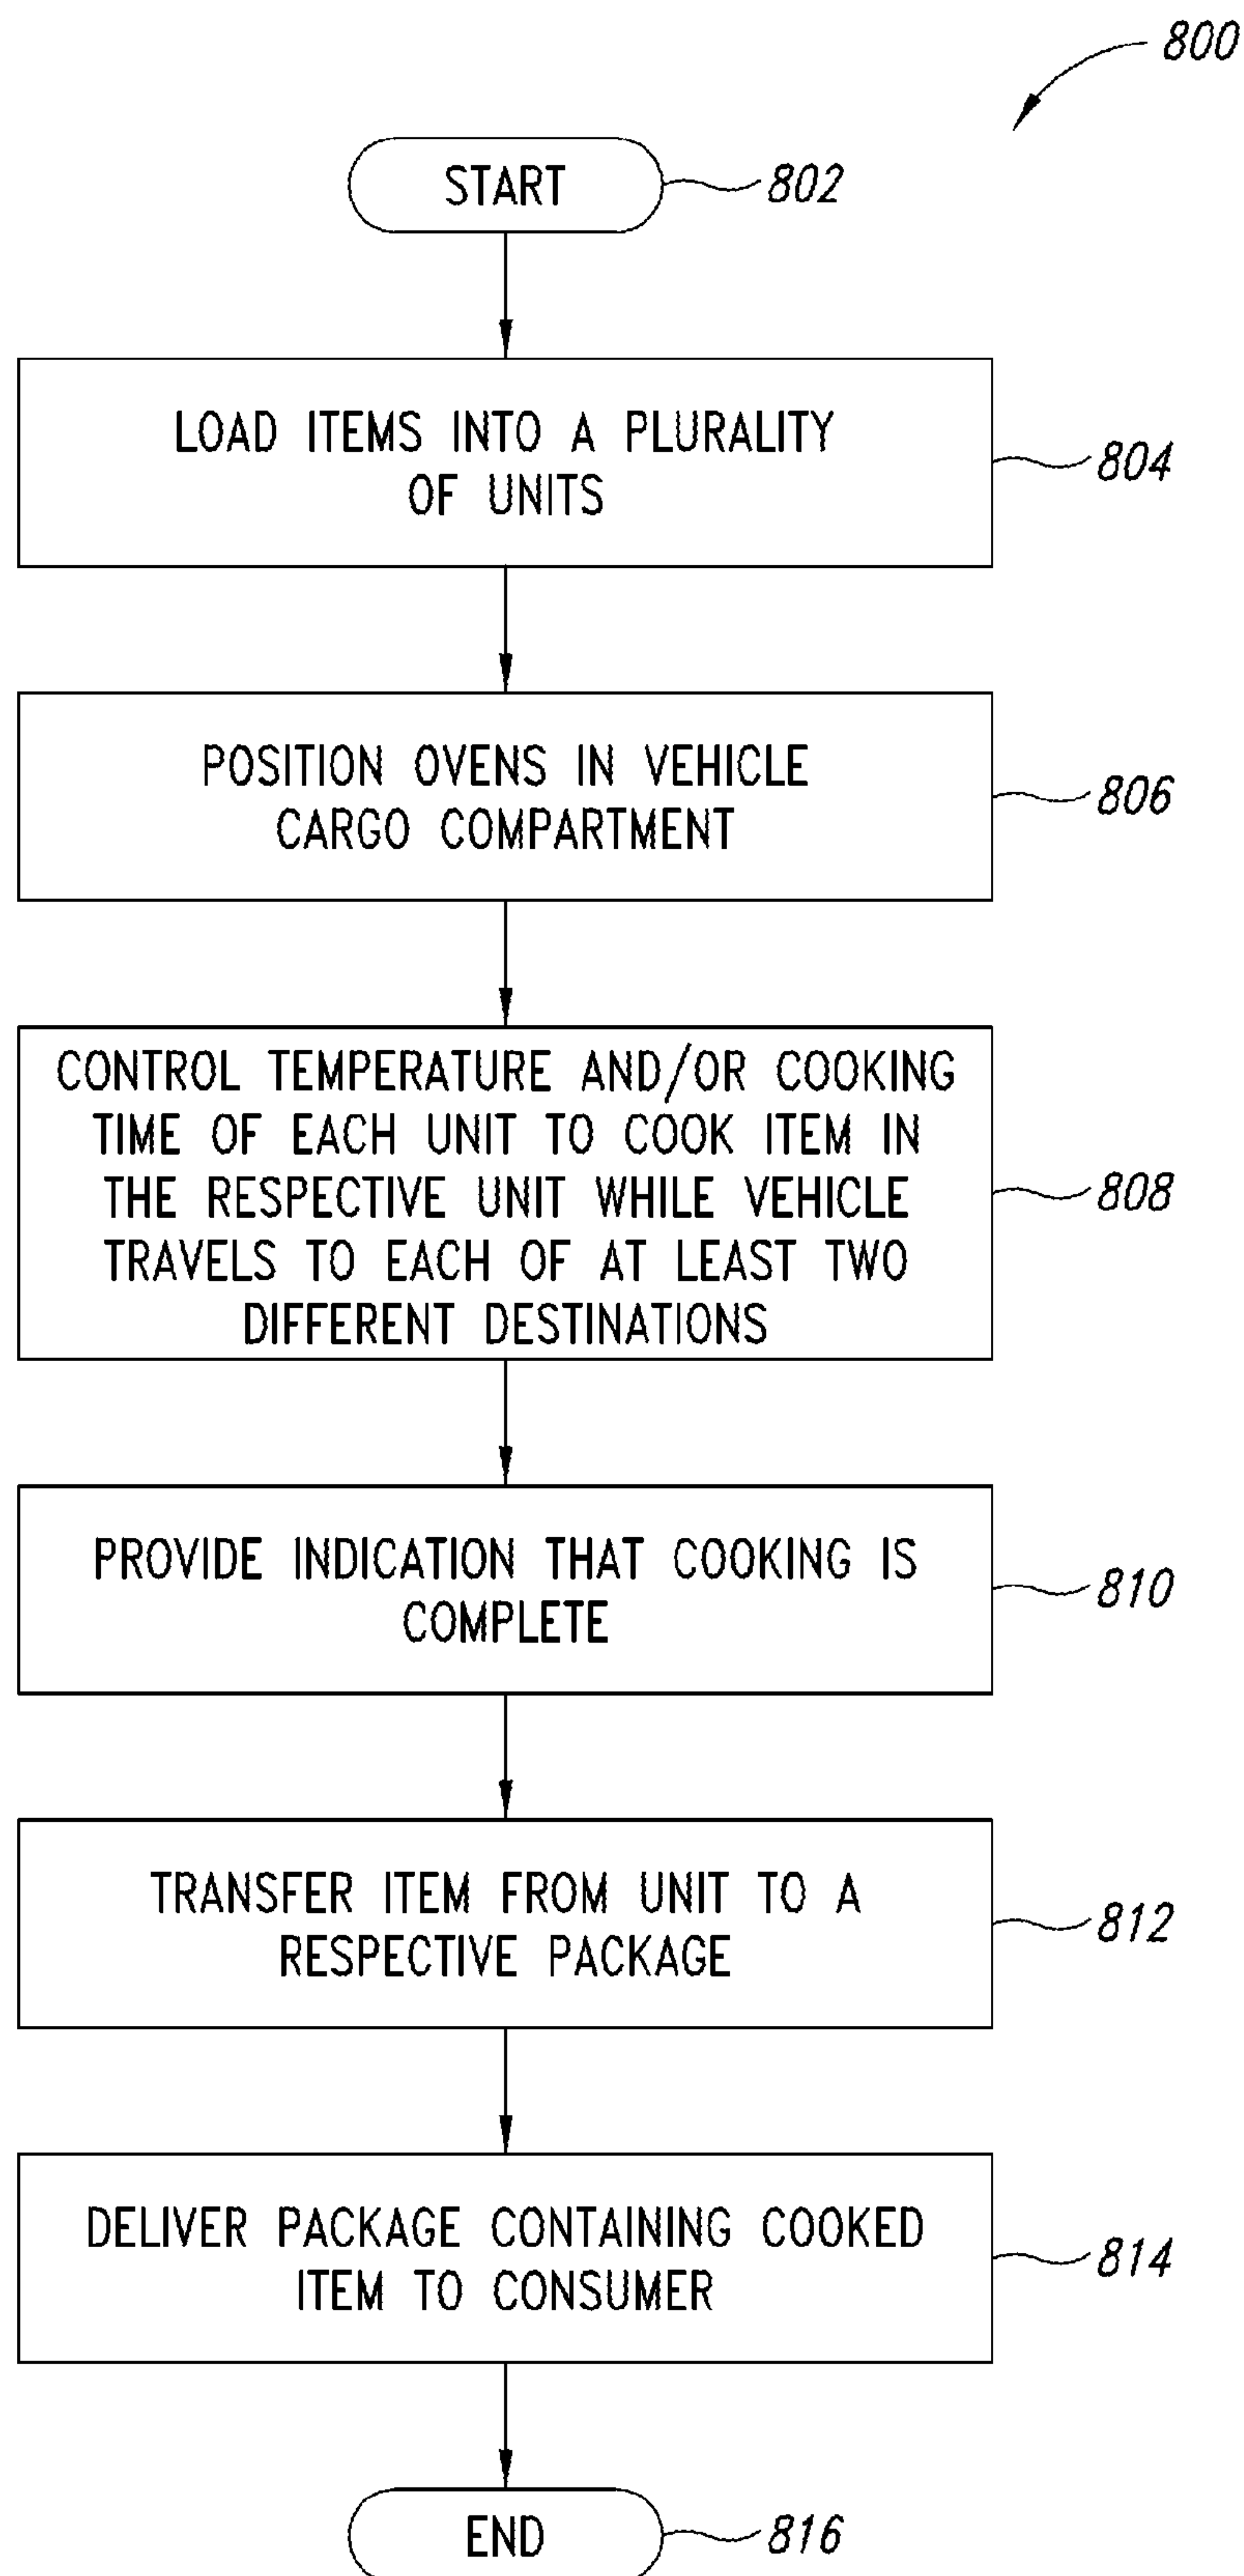 800
START
802
LOAD ITEMS INTO A PLURALITY
OF UNITS
804
POSITION OVENS IN VEHICLE
CARGO COMPARTMENT
806
CONTROL TEMPERATURE AND/OR COOKING
TIME OF EACH UNIT TO COOK ITEM IN
THE RESPECTIVE UNIT WHILE VEHICLE
TRAVELS TO EACH OF AT LEAST TWO
DIFFERENT DESTINATIONS
808
PROVIDE INDICATION THAT COOKING IS
COMPLETE
810
TRANSFER ITEM FROM UNIT TO A
RESPECTIVE PACKAGE
812
DELIVER PACKAGE CONTAINING COOKED
ITEM TO CONSUMER
814
END
816